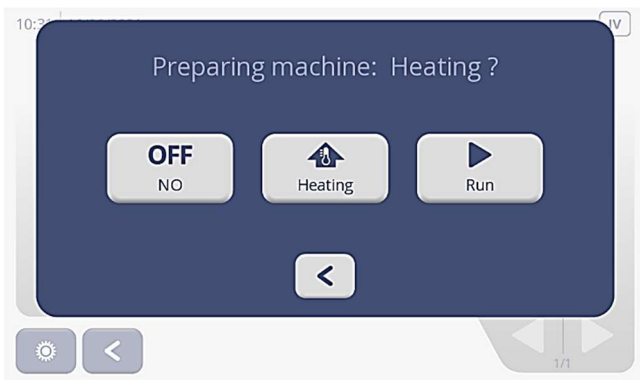 IV
Preparing machine: Heating ?
OFF
NO
Heating
Run
1/1